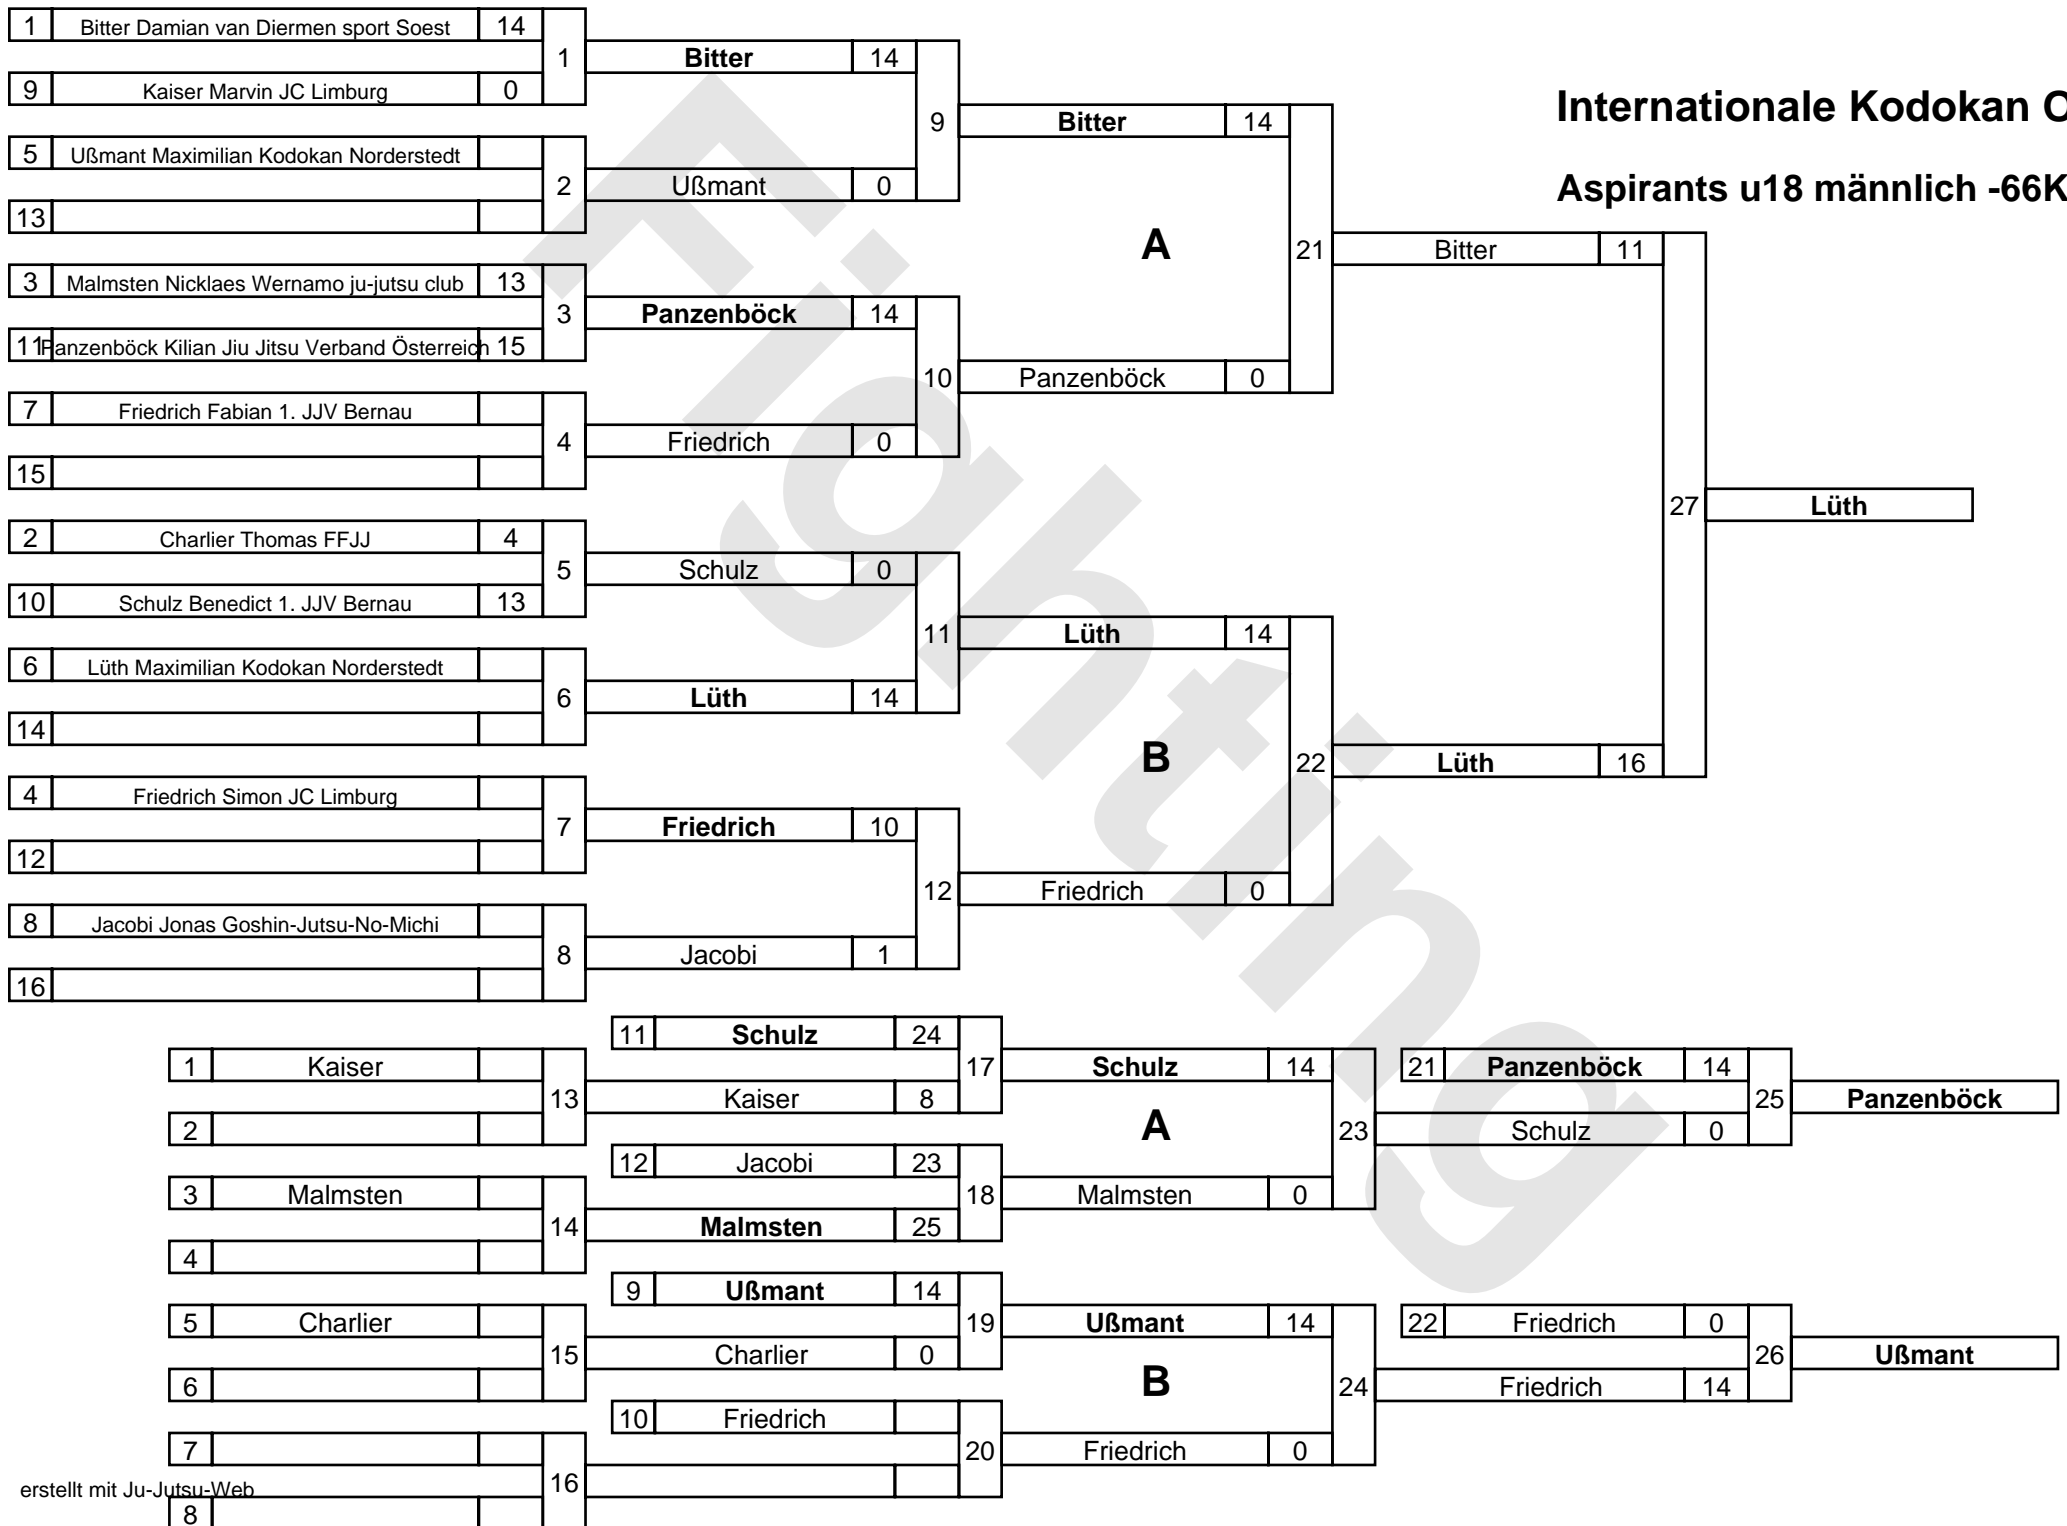 1 Bitter Damian van Diermen sport Soest 14
1
Bitter 14
9 Kaiser Marvin JC Limburg 0
9
Bitter 14
Internationale Kodokan O
5 Ußmant Maximilian Kodokan Norderstedt
2
Ußmant 0
Aspirants u18 männlich -66K
13
A
21
Bitter 11
3 Malmsten Nicklaes Wernamo ju-jutsu club 13
3
Panzenböck 14
11 Panzenböck Kilian Jiu Jitsu Verband Österreich 15
10
Panzenböck 0
7 Friedrich Fabian 1. JJV Bernau
4
Friedrich 0
15
27
Lüth
2 Charlier Thomas FFJJ 4
5
Schulz 0
10 Schulz Benedict 1. JJV Bernau 13
11
Lüth 14
6 Lüth Maximilian Kodokan Norderstedt
6
Lüth 14
14
B
22
Lüth 16
4 Friedrich Simon JC Limburg
7
Friedrich 10
12
12
Friedrich 0
8 Jacobi Jonas Goshin-Jutsu-No-Michi
8
Jacobi 1
16
Fighting
11 Schulz 24
1 Kaiser
17
Schulz 14
21 Panzenböck 14
13
Kaiser 8
25
Panzenböck
2
A
23
Schulz 0
12 Jacobi 23
3 Malmsten
18
Malmsten 0
14
Malmsten 25
4
9 Ußmant 14
5 Charlier
19
Ußmant 14
22 Friedrich 0
15
Charlier 0
26
Ußmant
6
B
24
Friedrich 14
10 Friedrich
7
20
Friedrich 0
16
erstellt mit Ju-Jutsu-Web
8